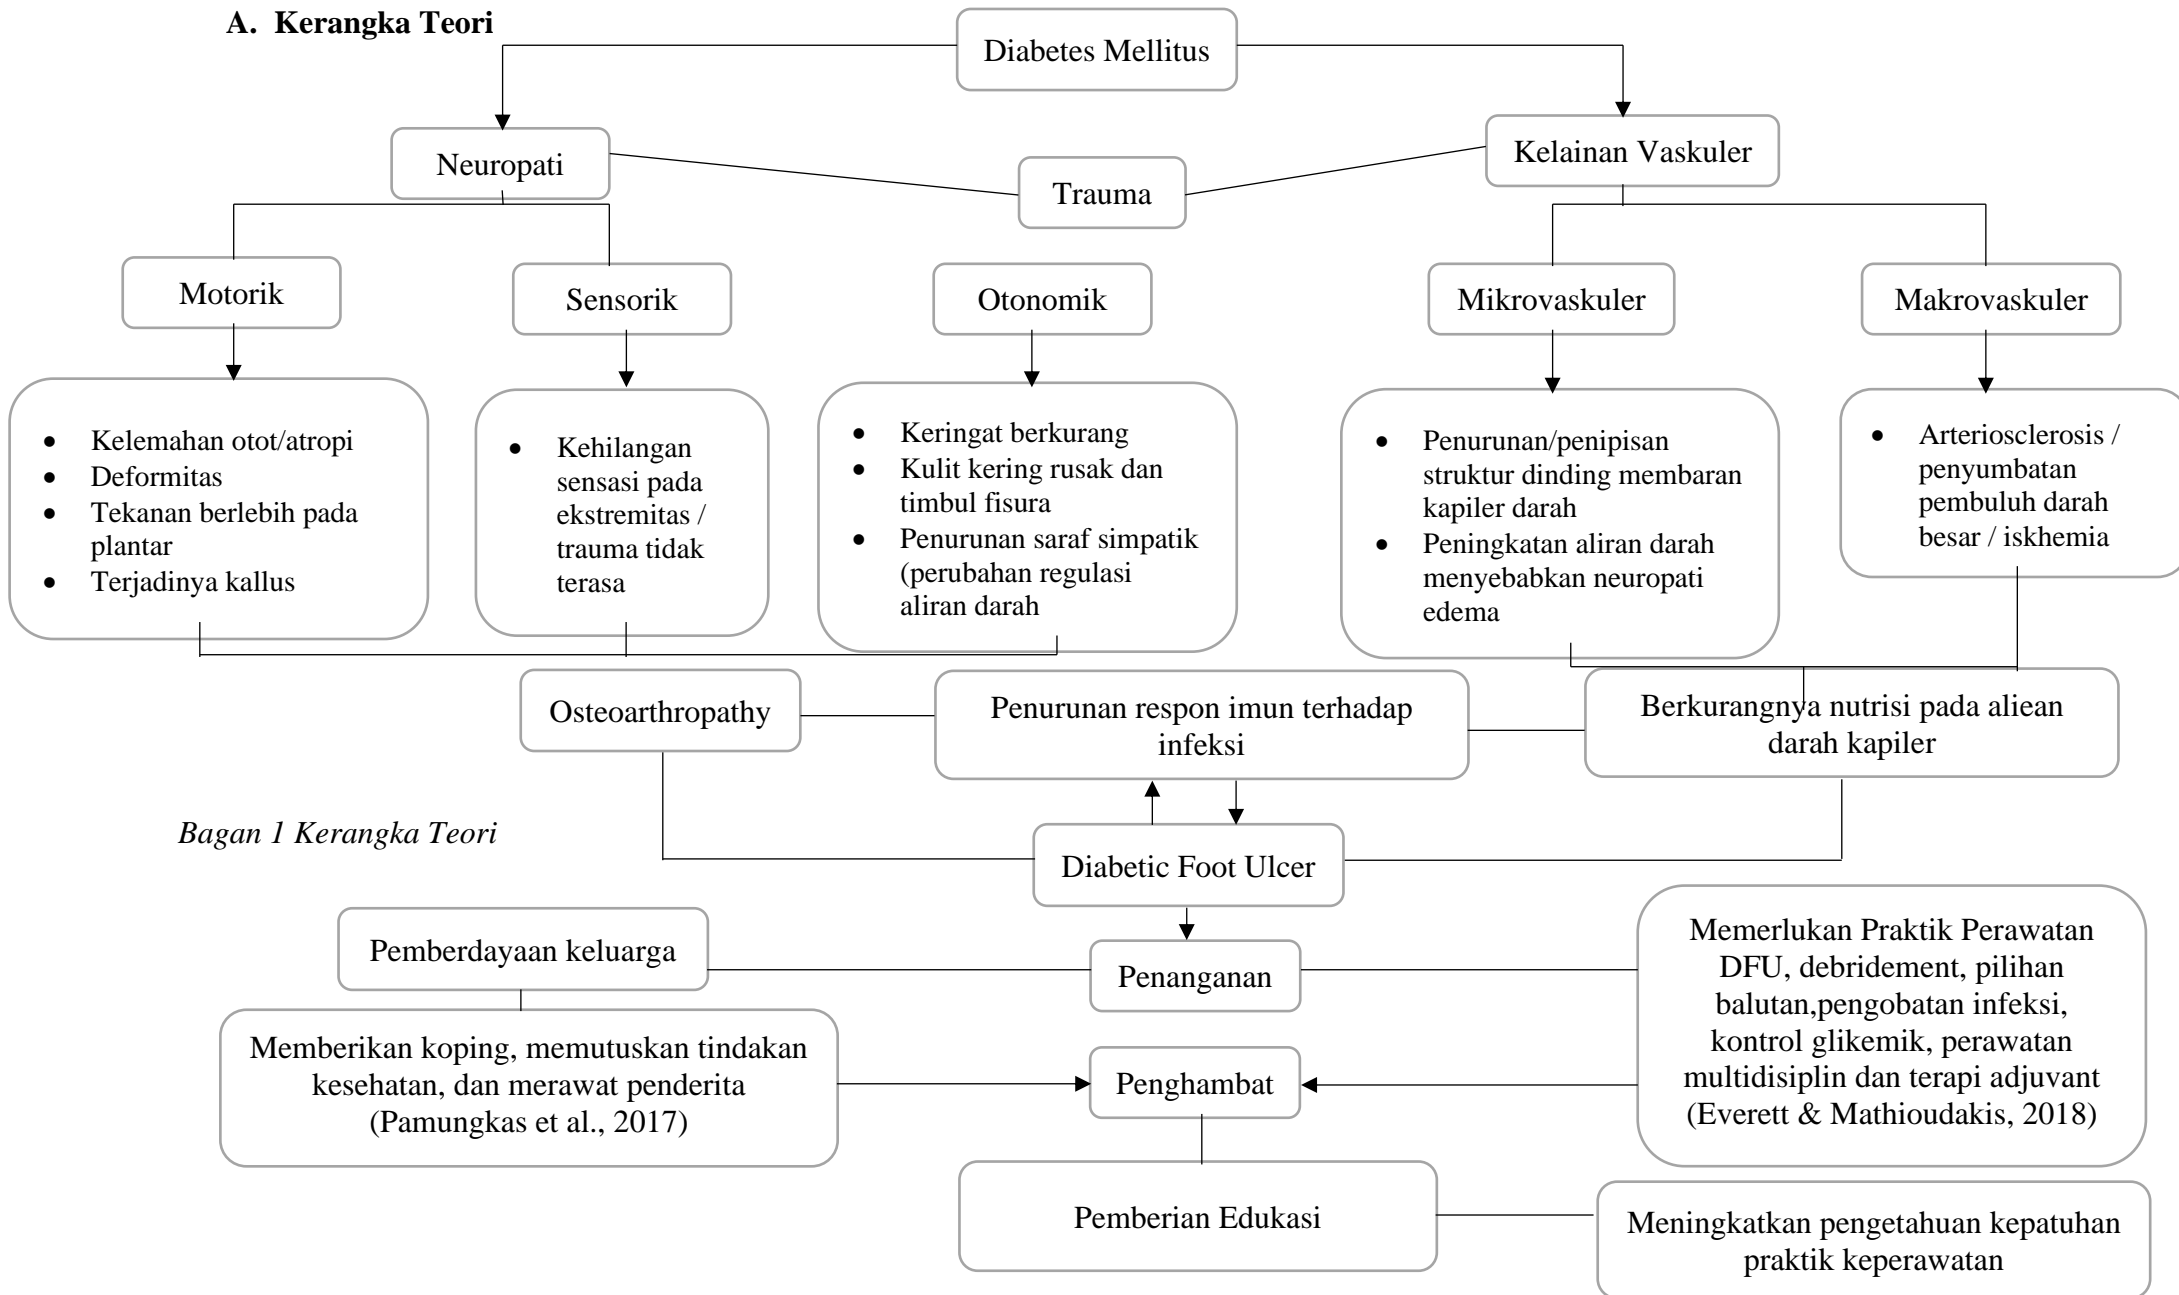 A. Kerangka Teori
Diabetes Mellitus
Neuropati
Trauma
Kelainan Vaskuler
Motorik
Sensorik
Otonomik
Mikrovaskuler
Makrovaskuler
• Kelemahan otot/atropi
• Deformitas
• Tekanan berlebih pada
plantar
• Terjadinya kallus
• Kehilangan
sensasi pada
ekstremitas /
trauma tidak
terasa
• Keringat berkurang
• Kulit kering rusak dan
timbul fisura
• Penurunan saraf simpatik
(perubahan regulasi
aliran darah
• Penurunan/penipisan
struktur dinding membaran
kapiler darah
• Peningkatan aliran darah
menyebabkan neuropati
edema
• Arteriosclerosis /
penyumbatan
pembuluh darah
besar / iskhemia
Osteoarthropathy
Penurunan respon imun terhadap
infeksi
Berkurangnya nutrisi pada aliean
darah kapiler
Bagan 1 Kerangka Teori
Diabetic Foot Ulcer
Pemberdayaan keluarga
Penanganan
Memerlukan Praktik Perawatan
DFU, debridement, pilihan
balutan,pengobatan infeksi,
kontrol glikemik, perawatan
multidisiplin dan terapi adjuvant
(Everett & Mathioudakis, 2018)
Memberikan koping, memutuskan tindakan
kesehatan, dan merawat penderita
(Pamungkas et al., 2017)
Penghambat
Pemberian Edukasi
Meningkatkan pengetahuan kepatuhan
praktik keperawatan